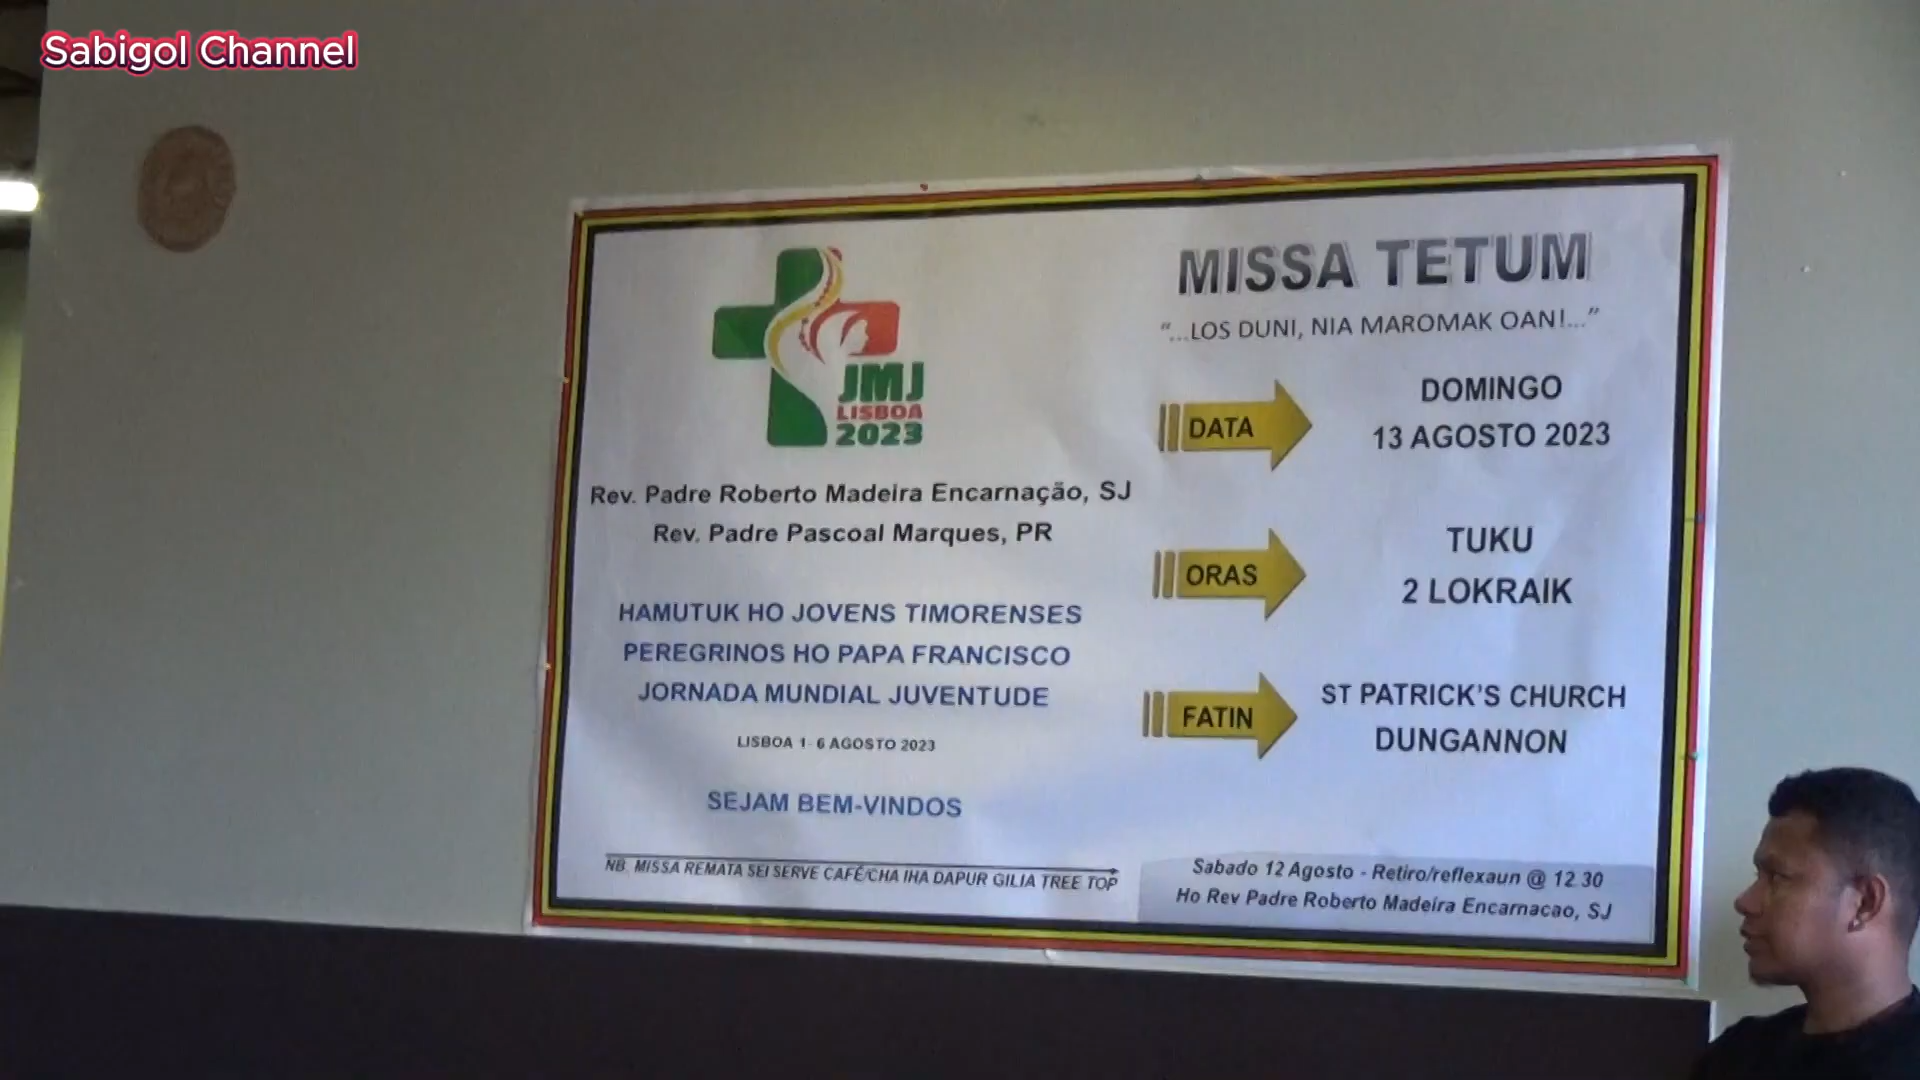 Sabigol Channel
JMJ
LISBOA
2023
Rev. Padre Roberto Madeira Encarnação, SJ
Rev. Padre Pascoal Marques, PR
HAMUTUK HO JOVENS TIMORENSES
PEREGRINOS HO PAPA FRANCISCO
JORNADA MUNDIAL JUVENTUDE
LISBOA 1- 6 AGOSTO 2023
SEJAM BEM-VINDOS
NB: MISSA REMATA SEI SERVE CAFÉ/CHA IHA DAPUR GILIA TREE TOP
MISSA TETUM
“...LOS DUNI, NIA MAROMAK OAN!...”
DATA
DOMINGO
13 AGOSTO 2023
ORAS
TUKU
2 LOKRAIK
FATIN
ST PATRICK’S CHURCH
DUNGANNON
Sabado 12 Agosto - Retiro/reflexaun @ 12.30
Ho Rev Padre Roberto Madeira Encarnacao, SJ